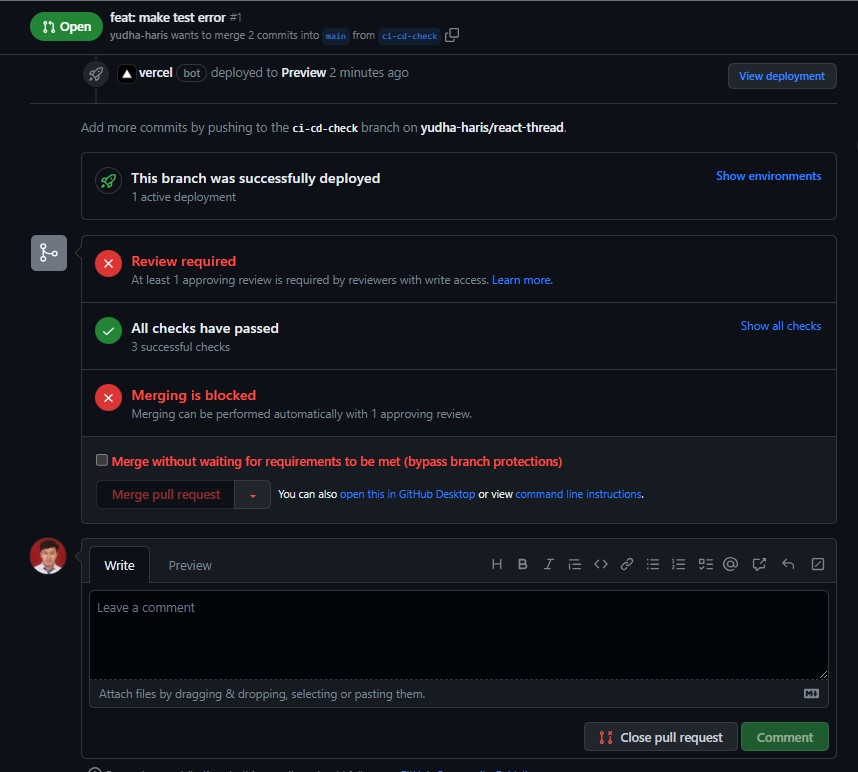 Open
feat: make test error #1
yudha-haris wants to merge 2 commits into main from ci-cd-check
vercel bot deployed to Preview 2 minutes ago
View deployment
Add more commits by pushing to the ci-cd-check branch on yudha-haris/react-thread.
This branch was successfully deployed
Show environments
1 active deployment
Review required
At least 1 approving review is required by reviewers with write access. Learn more.
All checks have passed
Show all checks
3 successful checks
Merging is blocked
Merging can be performed automatically with 1 approving review.
Merge without waiting for requirements to be met (bypass branch protections)
Merge pull request
You can also open this in GitHub Desktop or view command line instructions.
Write
Preview
Leave a comment
Attach files by dragging & dropping, selecting or pasting them.
Close pull request
Comment